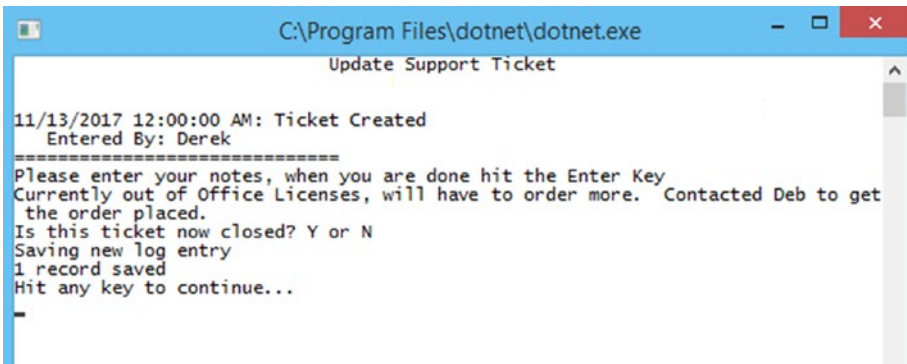 C:\Program Files\dotnet\dotnet.exe
Update Support Ticket
11/13/2017 12:00:00 AM: Ticket Created
Entered By: Derek
==============================
Please enter your notes, when you are done hit the Enter Key
Currently out of Office Licenses, will have to order more.  Contacted Deb to get
the order placed.
Is this ticket now closed? Y or N
Saving new log entry
1 record saved
Hit any key to continue...